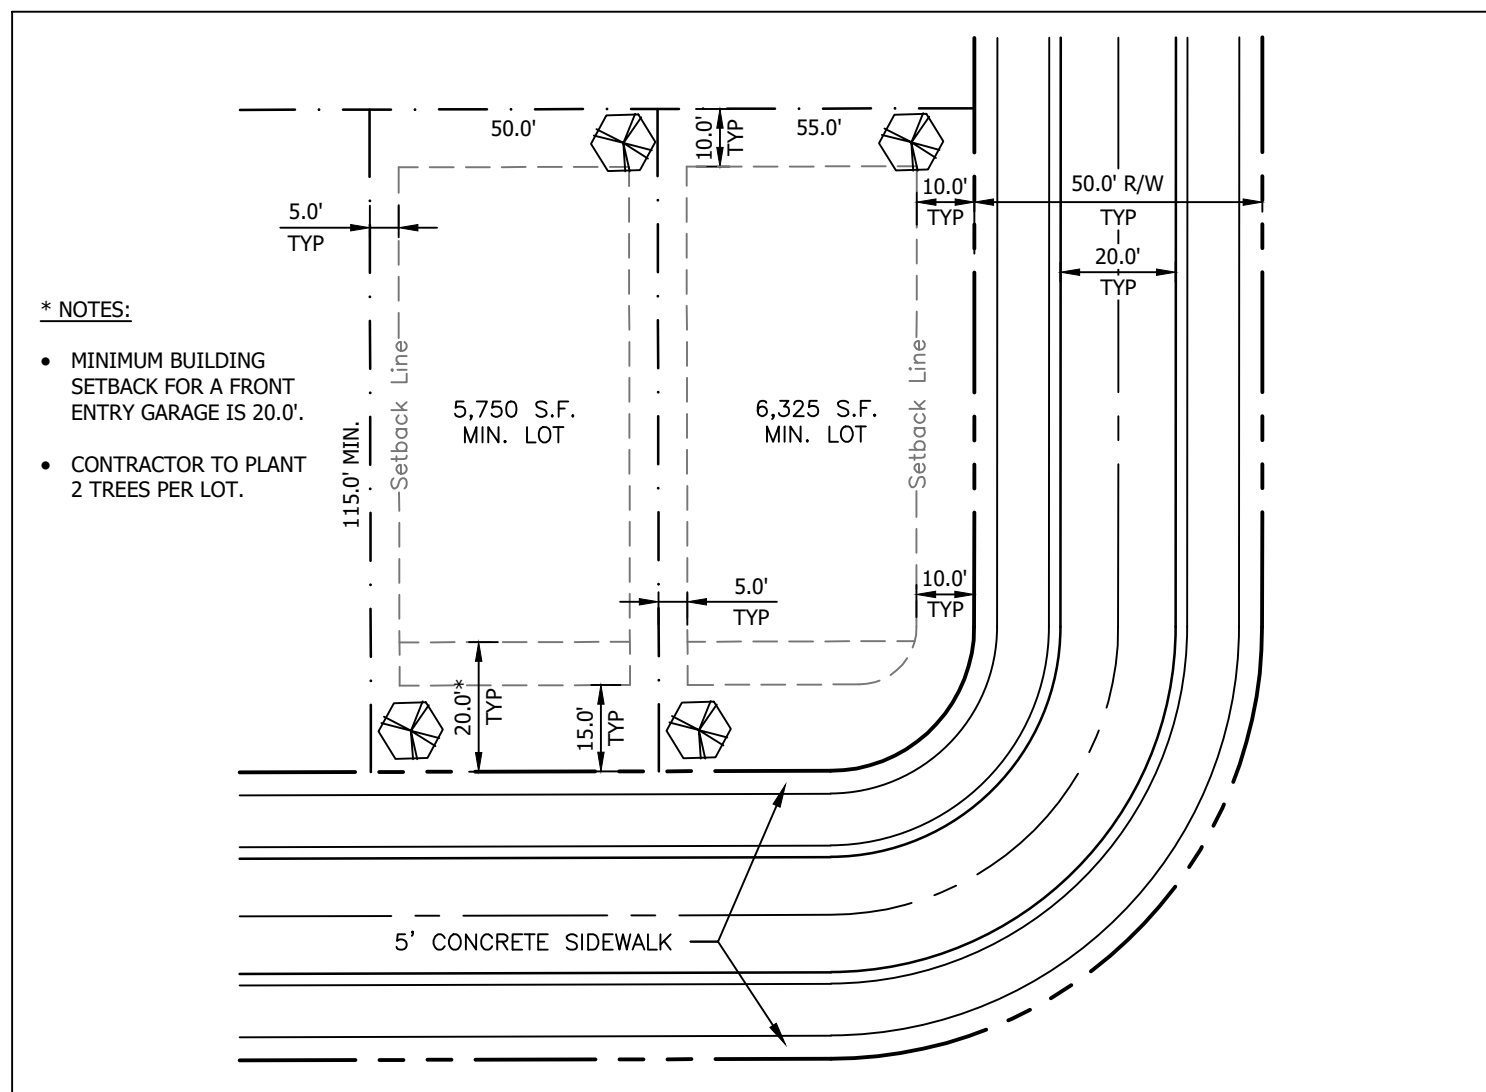 50.0'
10.0'
TYP
55.0'
10.0'
TYP
50.0' R/W
TYP
5.0'
TYP
20.0'
TYP
* NOTES:
• MINIMUM BUILDING
SETBACK FOR A FRONT
ENTRY GARAGE IS 20.0'.
• CONTRACTOR TO PLANT
2 TREES PER LOT.
115.0' MIN.
Setback Line
5,750 S.F.
MIN. LOT
6,325 S.F.
MIN. LOT
Setback Line
5.0'
TYP
10.0'
TYP
20.0'*
TYP
15.0'
TYP
5' CONCRETE SIDEWALK